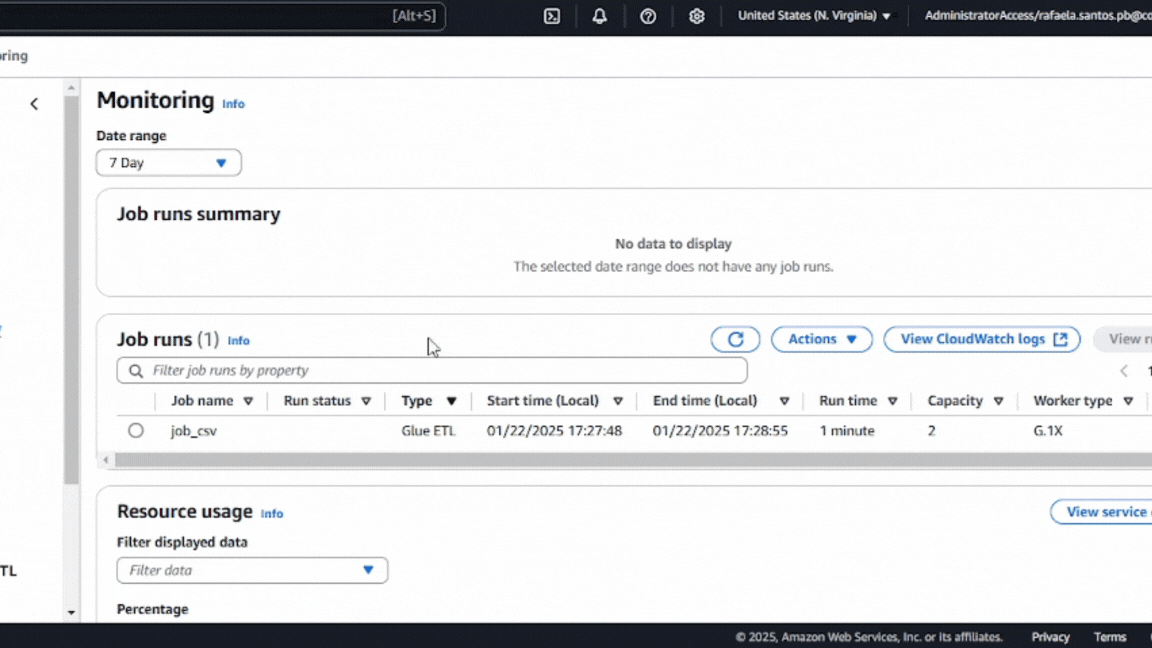 [Alt+S] United States (N. Virginia) AdministratorAccess/rafaela.santos.pb@co
oring
Monitoring Info
Date range
7 Day
Job runs summary
No data to display
The selected date range does not have any job runs.
Job runs (1) Info Actions View CloudWatch logs View r
Filter job runs by property
1
Job name Run status Type Start time (Local) End time (Local) Run time Capacity Worker type
job_csv Glue ETL 01/22/2025 17:27:48 01/22/2025 17:28:55 1 minute 2 G.1X
Resource usage Info View service
Filter displayed data
Filter data
TL
Percentage
© 2025, Amazon Web Services, Inc. or its affiliates. Privacy Terms